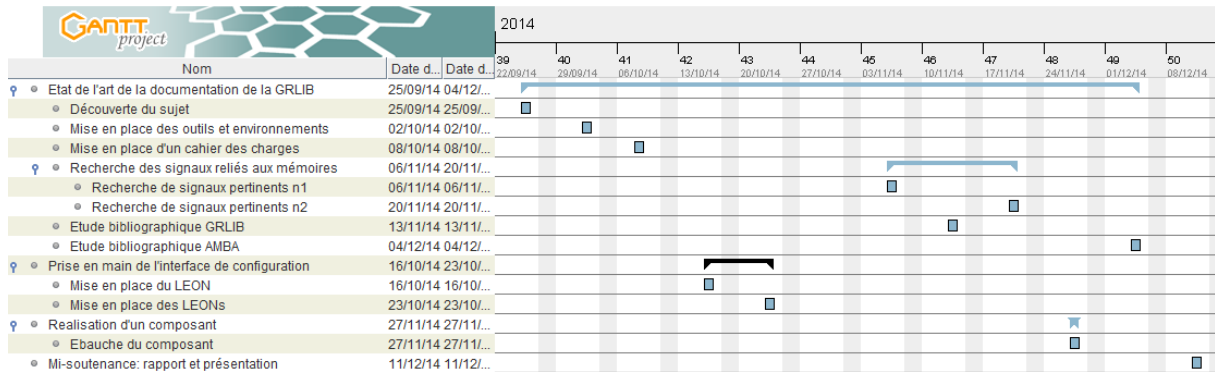 GANTT project
2014
39 40 41 42 43 44 45 46 47 48 49 50
Nom Date d... Date d...
22/09/14 29/09/14 06/10/14 13/10/14 20/10/14 27/10/14 03/11/14 10/11/14 17/11/14 24/11/14 01/12/14 08/12/14
Etat de l'art de la documentation de la GRLIB 25/09/14 04/12/...
Découverte du sujet 25/09/14 25/09/...
Mise en place des outils et environnements 02/10/14 02/10/...
Mise en place d'un cahier des charges 08/10/14 08/10/...
Recherche des signaux reliés aux mémoires 06/11/14 20/11/...
Recherche de signaux pertinents n1 06/11/14 06/11/...
Recherche de signaux pertinents n2 20/11/14 20/11/...
Etude bibliographique GRLIB 13/11/14 13/11/...
Etude bibliographique AMBA 04/12/14 04/12/...
Prise en main de l'interface de configuration 16/10/14 23/10/...
Mise en place du LEON 16/10/14 16/10/...
Mise en place des LEONs 23/10/14 23/10/...
Realisation d'un composant 27/11/14 27/11/...
Ebauche du composant 27/11/14 27/11/...
Mi-soutenance: rapport et présentation 11/12/14 11/12/...